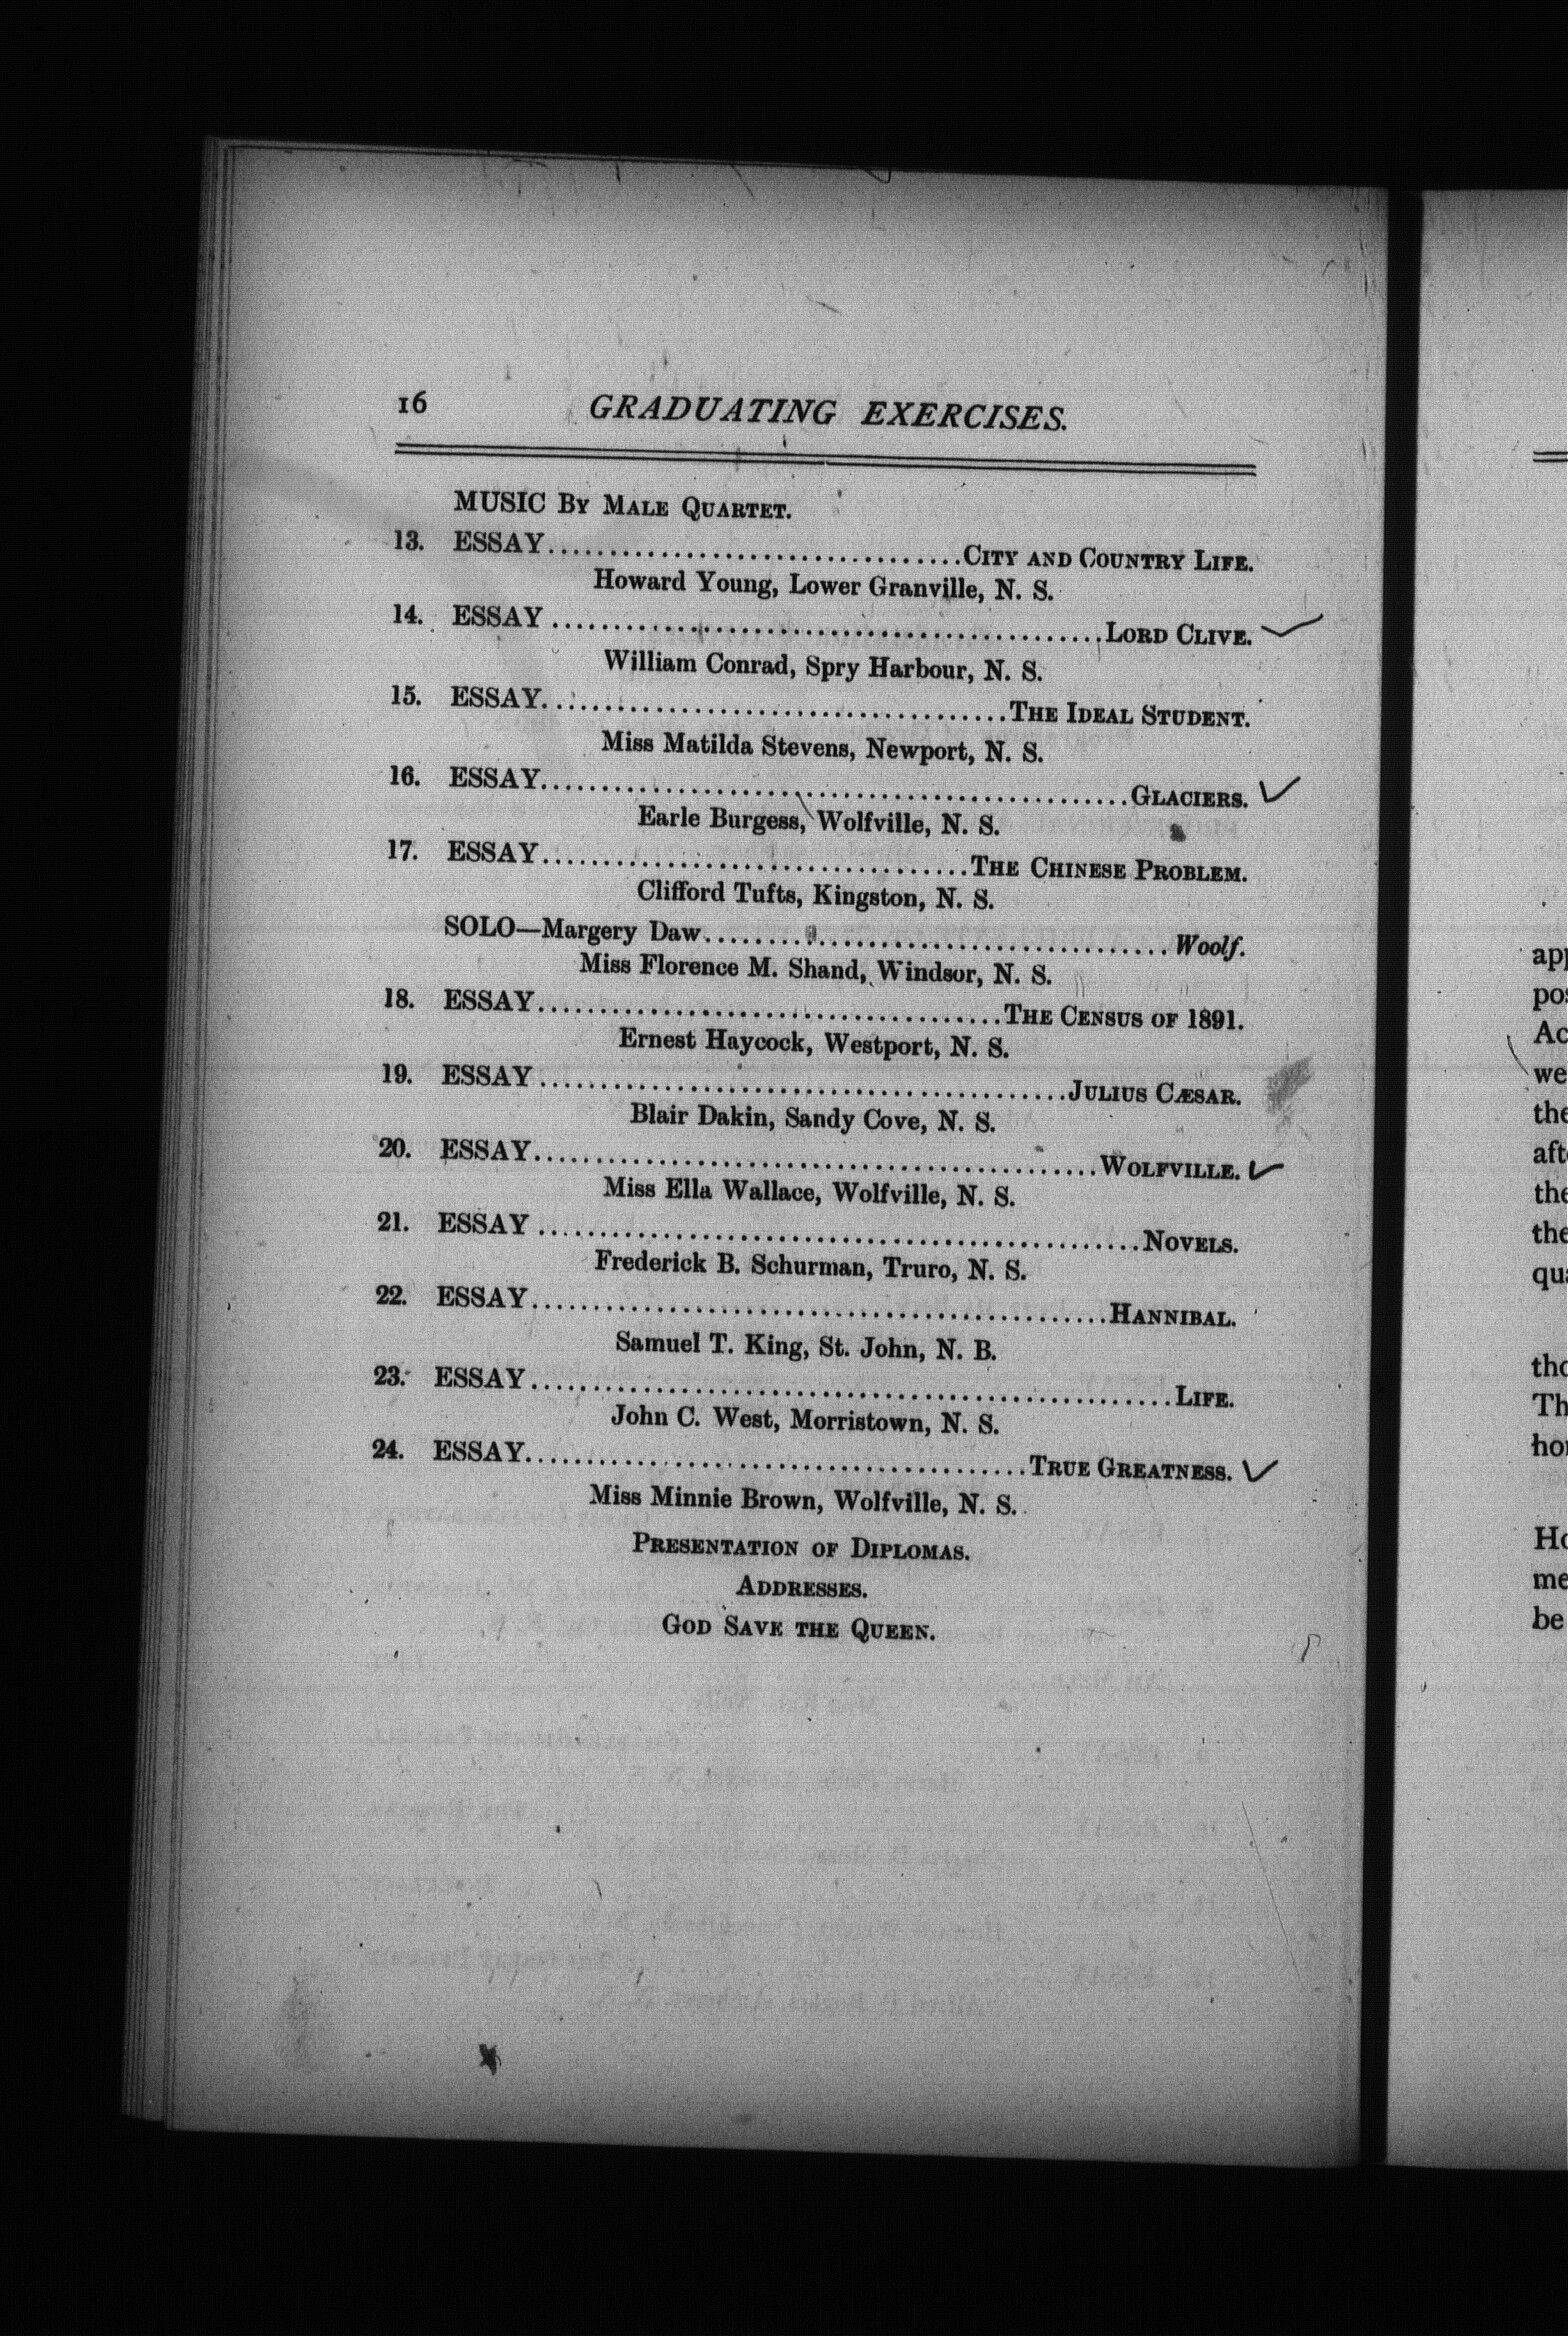 16 GRADUATING EXERCISES.
MUSIC BY MALE QUARTET.
13. ESSAY.................................CITY AND COUNTRY LIFE.
Howard Young, Lower Granville, N. S.
14. ESSAY ............................................LORD CLIVE.
William Conrad, Spry Harbour, N. S.
15. ESSAY.....................................THE IDEAL STUDENT.
Miss Matilda Stevens, Newport, N. S.
16. ESSAY...............................................GLACIERS.
Earle Burgess, Wolfville, N. S.
17. ESSAY..................................THE CHINESE PROBLEM.
Clifford Tufts, Kingston, N. S.
SOLO—Margery Daw.....................................Woolf.
Miss Florence M. Shand, Windsor, N. S.
18. ESSAY.....................................THE CENSUS OF 1891.
Ernest Haycock, Westport, N. S.
19. ESSAY ..........................................JULIUS CÆSAR.
Blair Dakin, Sandy Cove, N. S.
20. ESSAY.............................................WOLFVILLE.
Miss Ella Wallace, Wolfville, N. S.
21. ESSAY ................................................NOVELS.
Frederick B. Schurman, Truro, N. S.
22. ESSAY..............................................HANNIBAL.
Samuel T. King, St. John, N. B.
23. ESSAY ...................................................LIFE.
John C. West, Morristown, N. S.
24. ESSAY........................................TRUE GREATNESS.
Miss Minnie Brown, Wolfville, N. S.
PRESENTATION OF DIPLOMAS.
ADDRESSES.
GOD SAVE THE QUEEN.
we
the
the
the
be